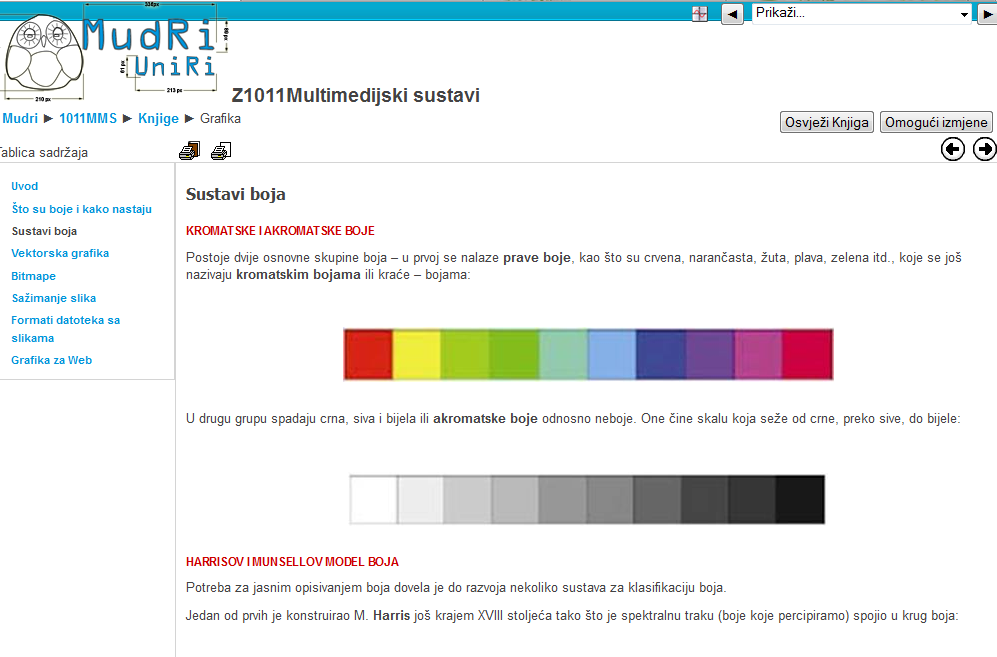 338px
MudRi
89 px
61 px
UniRi
210 px
213 px
Prikaži...
Z1011Multimedijski sustavi
Mudri ► 1011MMS ► Knjige ► Grafika
Osvježi Knjiga
Omogući izmjene
Tablica sadržaja
Uvod
Što su boje i kako nastaju
Sustavi boja
Vektorska grafika
Bitmape
Sažimanje slika
Formati datoteka sa
slikama
Grafika za Web
Sustavi boja
KROMATSKE I AKROMATSKE BOJE
Postoje dvije osnovne skupine boja – u prvoj se nalaze prave boje, kao što su crvena, narančasta, žuta, plava, zelena itd., koje se još
nazivaju kromatskim bojama ili kraće – bojama:
U drugu grupu spadaju crna, siva i bijela ili akromatske boje odnosno neboje. One čine skalu koja seže od crne, preko sive, do bijele:
HARRISOV I MUNSELLOV MODEL BOJA
Potreba za jasnim opisivanjem boja dovela je do razvoja nekoliko sustava za klasifikaciju boja.
Jedan od prvih je konstruirao M. Harris još krajem XVIII stoljeća tako što je spektralnu traku (boje koje percipiramo) spojio u krug boja: